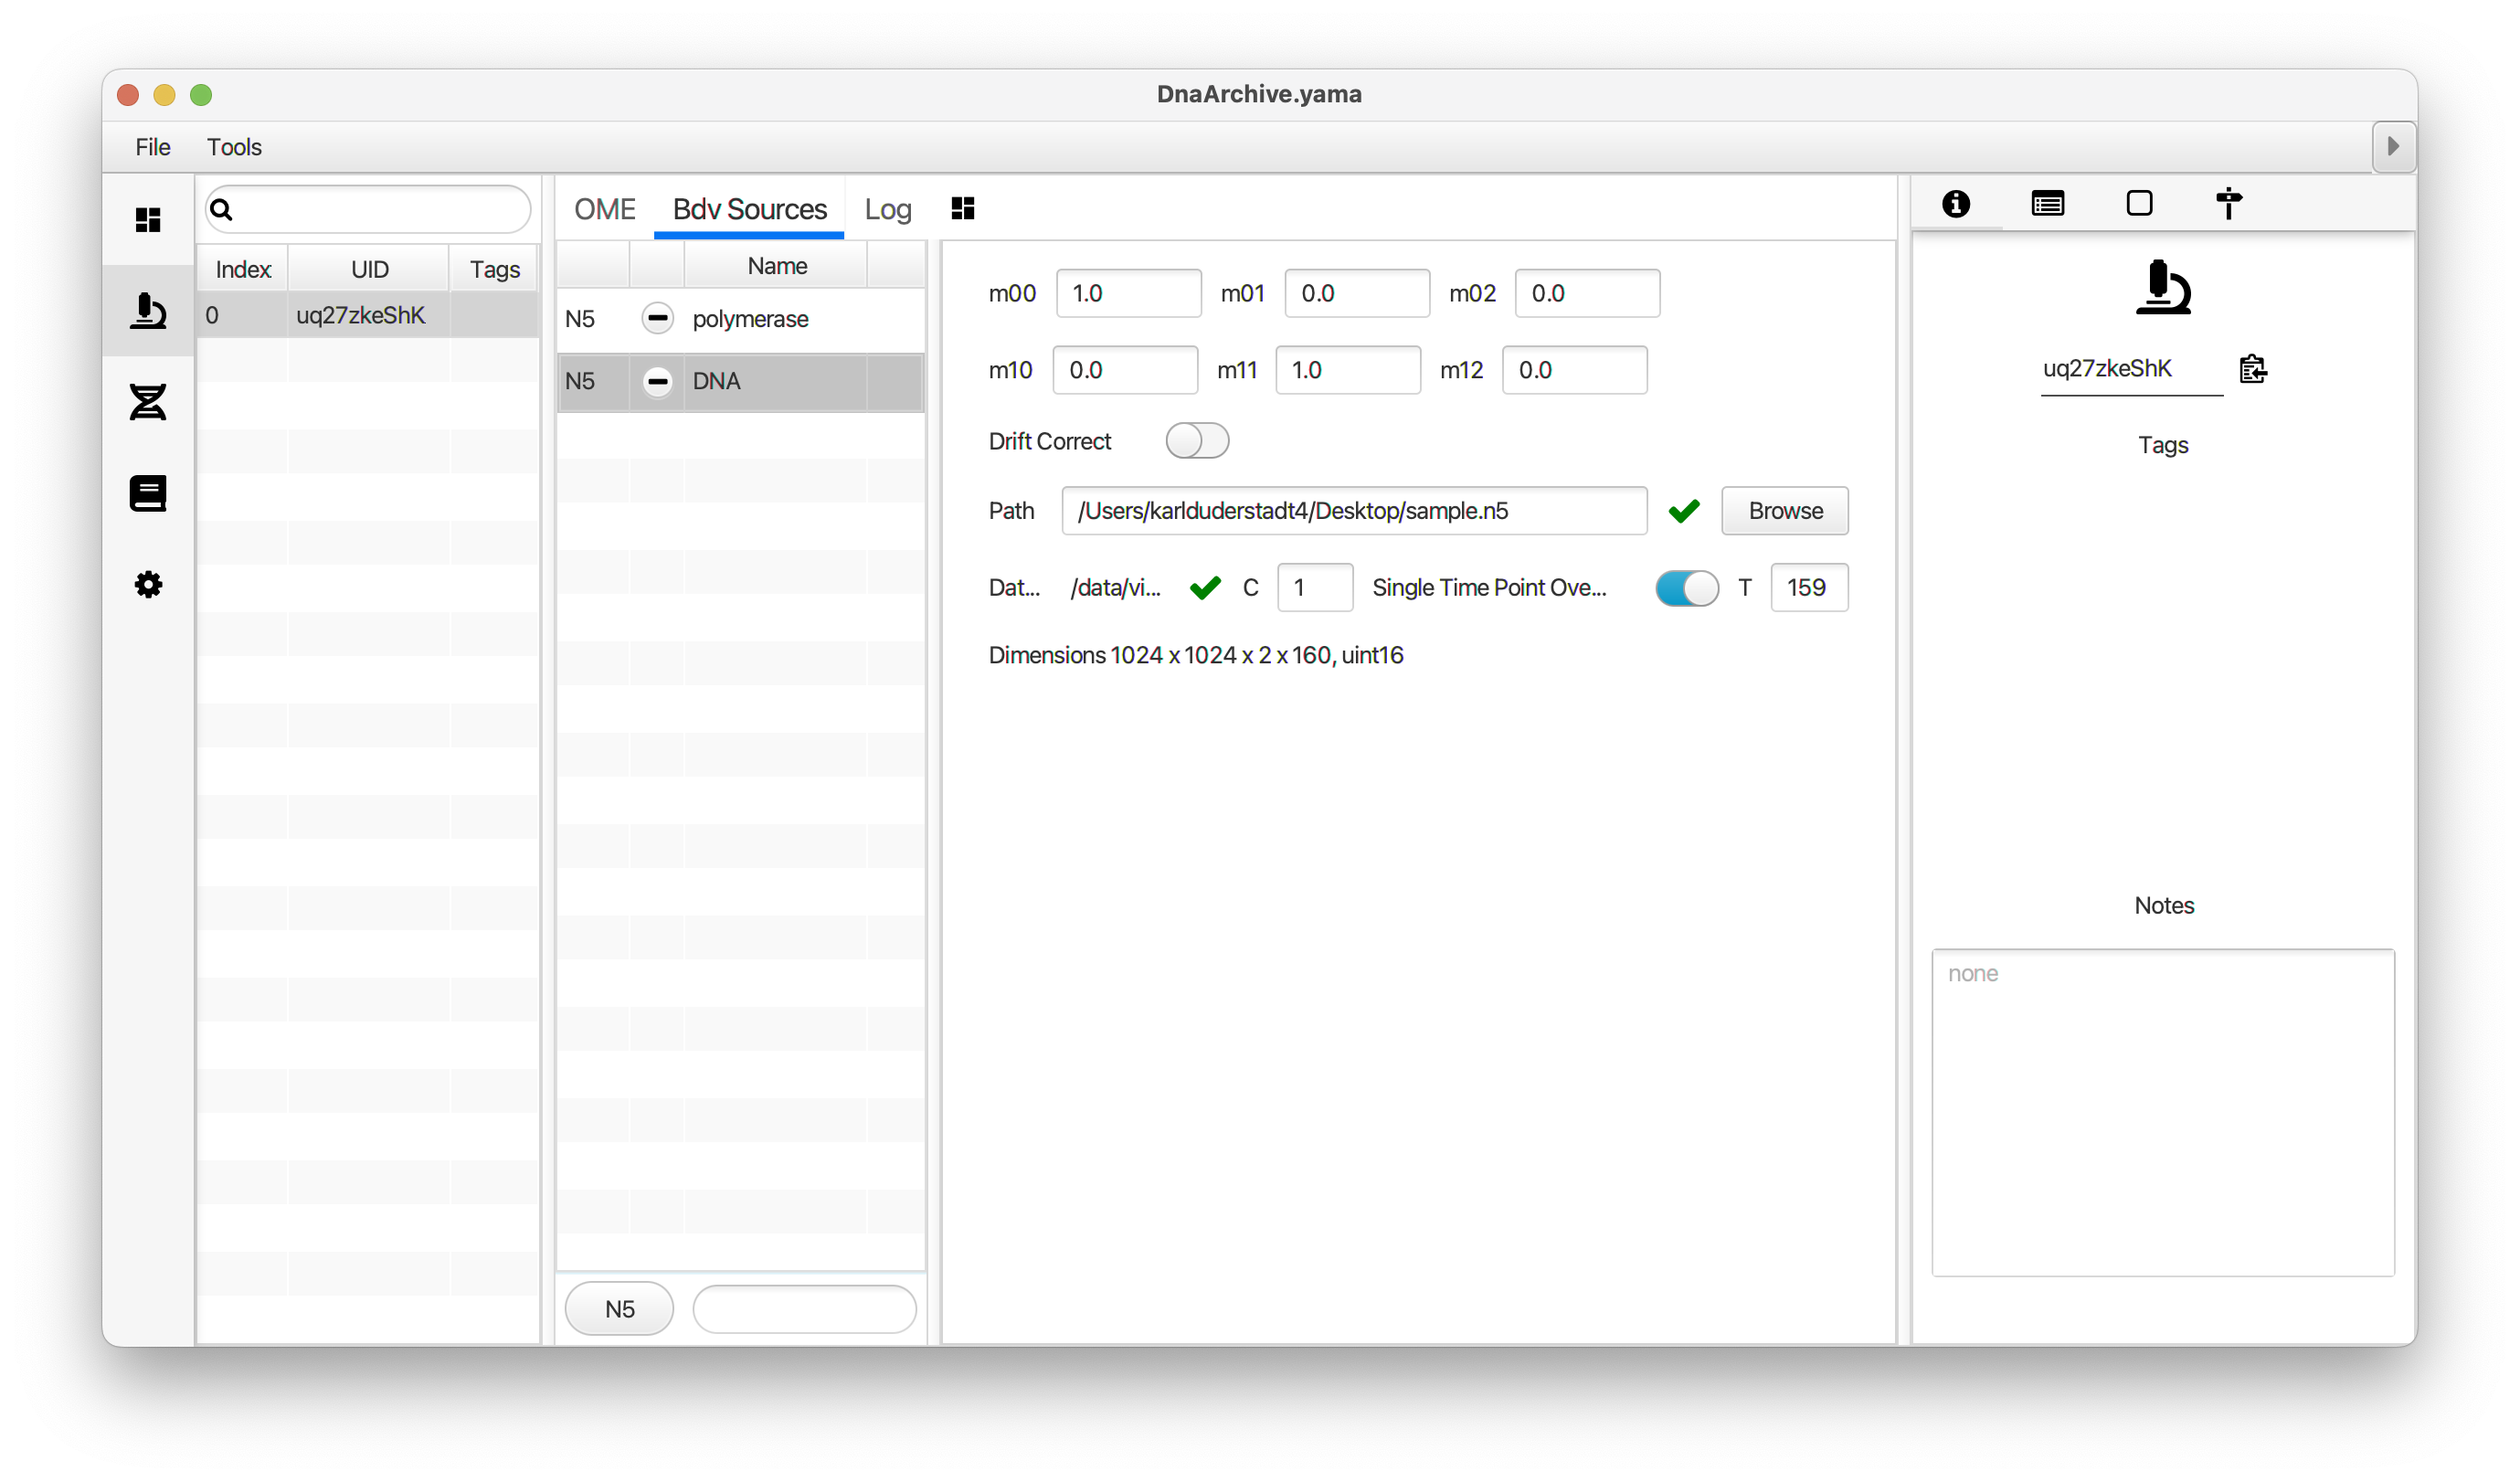 DnaArchive.yama
File Tools
OME Bdv Sources Log
Index UID Tags
0 uq27zkeShK
Name
N5 polymerase
N5 DNA
N5
m00 1.0 m01 0.0 m02 0.0
m10 0.0 m11 1.0 m12 0.0
Drift Correct
Path /Users/karlduderstadt4/Desktop/sample.n5 Browse
Dat... /data/vi... C 1 Single Time Point Ove... T 159
Dimensions 1024 x 1024 x 2 x 160, uint16
uq27zkeShK
Tags
Notes
none